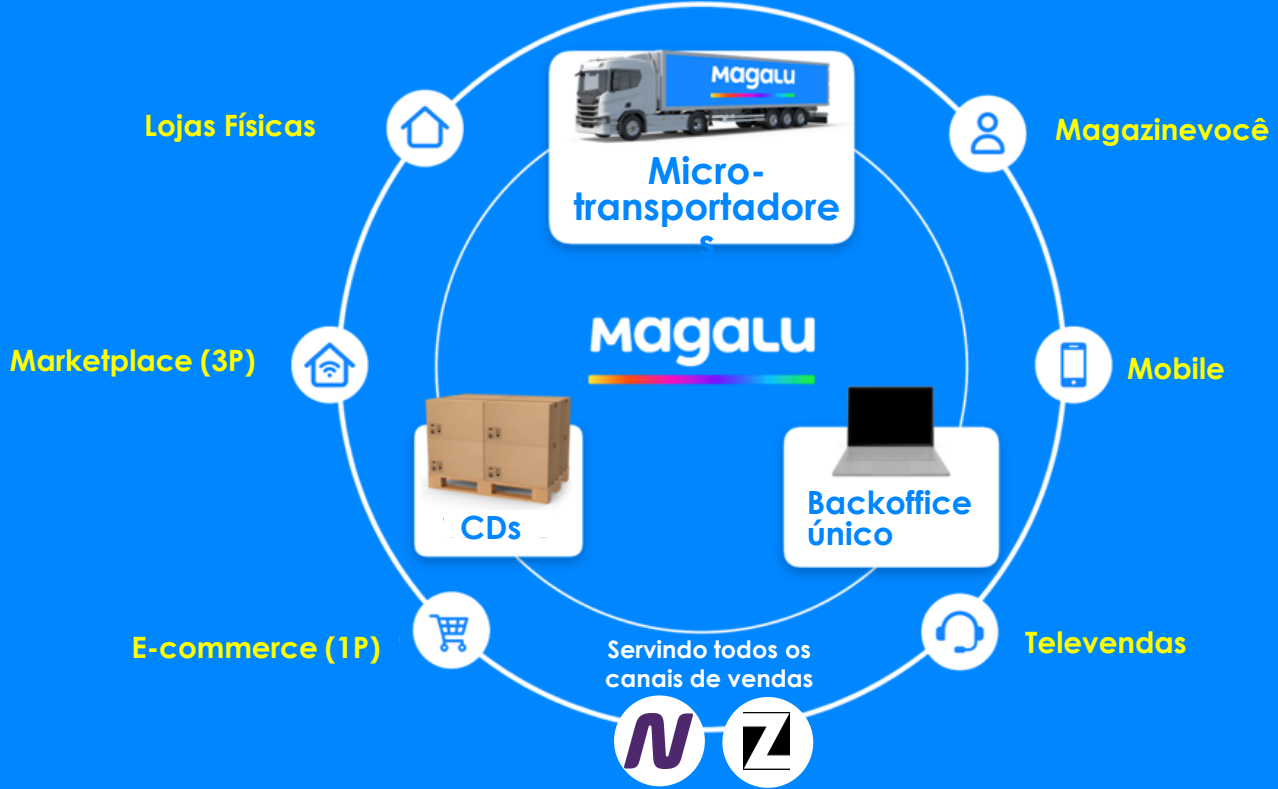 Magalu
Lojas Físicas
Magazinevocê
Micro-
transportadore
s
Magalu
Marketplace (3P)
Mobile
CDs
Backoffice
único
E-commerce (1P)
Servindo todos os
canais de vendas
Televendas
N
Z